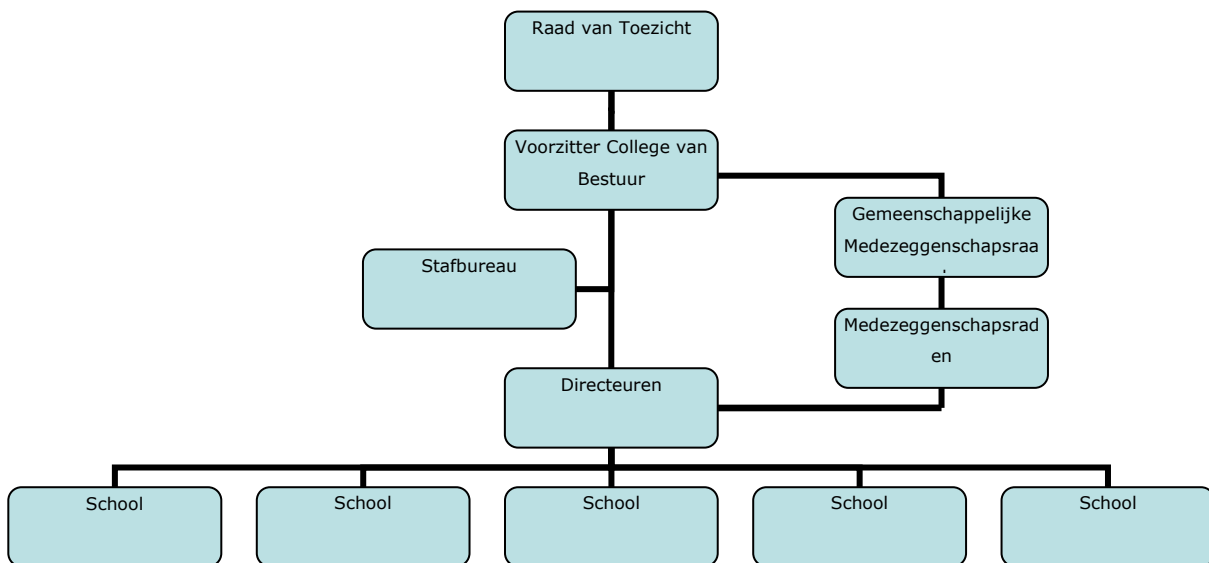 Raad van Toezicht
Voorzitter College van
Bestuur
Gemeenschappelijke
Medezeggenschapsraa
Stafbureau
Medezeggenschapsrad
en
Directeuren
School
School
School
School
School